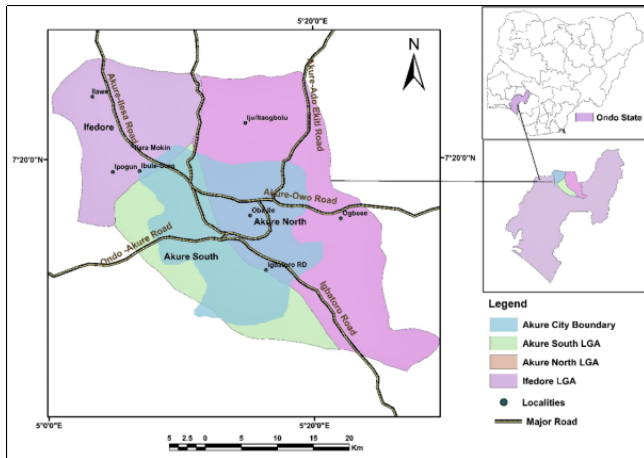 5°20'0"E
N
Ilawe
Akure-Ilesa Road
Ifedore
Iju/Itaogbolu
Akure-Ado Ekiti Road
Ikara Mokin
7°20'0"N
7°20'0"N
Ipogun
Akure-Owo Road
Oba Ile
Ogbese
Akure North
Ondo -Akure Road
Akure South
Igbatoro RD
Igbatoro Road
5°0'0"E
5°20'0"E
5 2.5 0 5 10 15 20
Km
Ondo State
Legend
Akure City Boundary
Akure South LGA
Akure North LGA
Ifedore LGA
Localities
Major Road